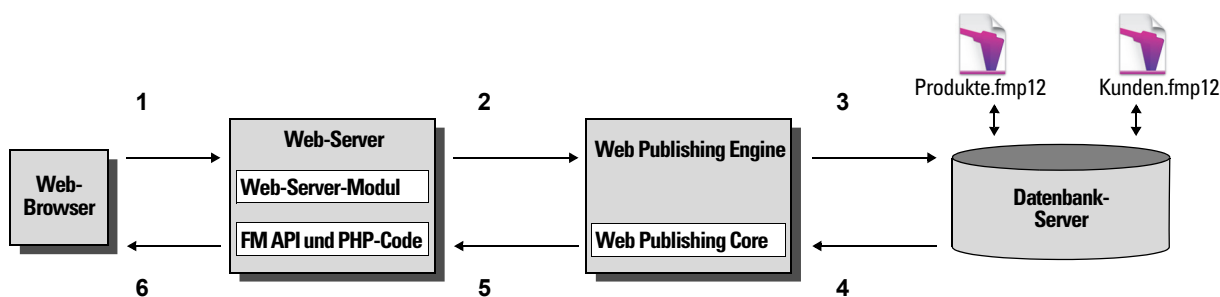 Produkte.fmp12
Kunden.fmp12
1
2
3
Web-
Browser
Web-Server
Web-Server-Modul
FM API und PHP-Code
Web Publishing Engine
Web Publishing Core
Datenbank-
Server
6
5
4